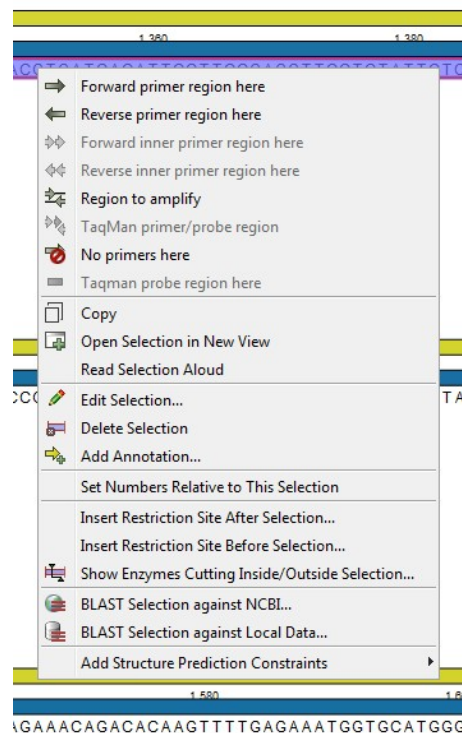 1.360 1.380
Forward primer region here
Reverse primer region here
Forward inner primer region here
Reverse inner primer region here
Region to amplify
TaqMan primer/probe region
No primers here
Taqman probe region here
Copy
Open Selection in New View
Read Selection Aloud
Edit Selection...
CC TA
Delete Selection
Add Annotation...
Set Numbers Relative to This Selection
Insert Restriction Site After Selection...
Insert Restriction Site Before Selection...
Show Enzymes Cutting Inside/Outside Selection...
BLAST Selection against NCBI...
BLAST Selection against Local Data...
Add Structure Prediction Constraints
1.580
AGAAACAGACACAAGTTTTGAGAAATGGTGCATGGG